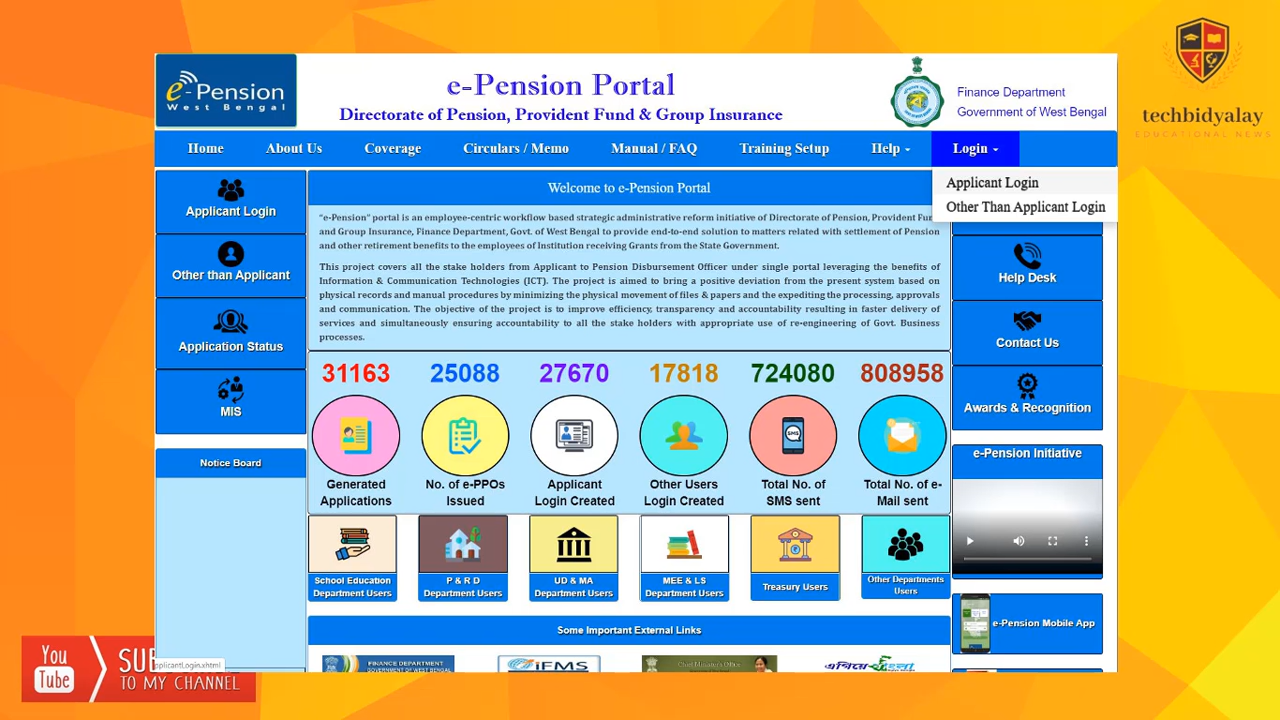 e-Pension
West Bengal
e-Pension Portal
Directorate of Pension, Provident Fund & Group Insurance
Finance Department
Government of West Bengal
techbidyalay
EDUCATIONAL NEWS
Home
About Us
Coverage
Circulars / Memo
Manual / FAQ
Training Setup
Help
Login
Applicant Login
Other Than Applicant Login
Applicant Login
Other than Applicant
Application Status
MIS
Notice Board
Welcome to e-Pension Portal
"e-Pension" portal is an employee-centric workflow based strategic administrative reform initiative of Directorate of Pension, Provident
and Group Insurance, Finance Department, Govt. of West Bengal to provide end-to-end solution to matters related with settlement of Pension
and other retirement benefits to the employees of Institution receiving Grants from the State Government.
This project covers all the stake holders from Applicant to Pension Disbursement Officer under single portal leveraging the benefits of
Information & Communication Technologies (ICT). The project is aimed to bring a positive deviation from the present system based on
physical records and manual procedures by minimizing the physical movement of files & papers and the expediting the processing, approvals
and communication. The objective of the project is to improve efficiency, transparency and accountability resulting in faster delivery of
services and simultaneously ensuring accountability to all the stake holders with appropriate use of re-engineering of Govt. Business
processes.
31163
25088
27670
17818
724080
808958
SMS
Generated
Applications
No. of e-PPOs
Issued
Applicant
Login Created
Other Users
Login Created
Total No. of
SMS sent
Total No. of e-
Mail sent
School Education
Department Users
P & R D
Department Users
UD & MA
Department Users
MEE & LS
Department Users
Treasury Users
Other Departments
Users
Some Important External Links
FINANCE DEPARTMENT
GOVERNMENT OF WEST BENGAL
iFMS
Chief Minister's Office
Help Desk
Contact Us
Awards & Recognition
e-Pension Initiative
e-Pension Mobile App
You
Tube
SUB
TO MY CHANNEL
applicantLogin.xhtml